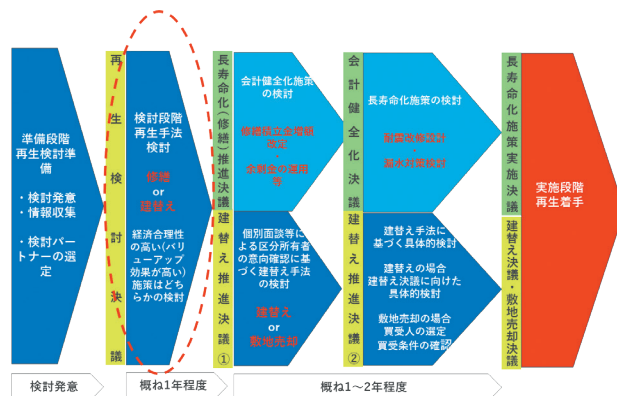 準備段階
再生検討準
備
・検討発意
・情報収集
・検討パー
トナーの選
定
再生検討決議
検討段階
再生手法
検討
修繕
or
建替え
経済合理性
の高い(バリ
ューアップ
効果が高い)
施策はどち
らかの検討
長寿命化(修繕)推進決議
会計健全化施策
の検討
修繕積立金増額
改定
・
余剰金の運用
等
建替え推進決議①
個別面談等に
よる区分所有者
の意向確認に基
づく建替え手法
の検討
建替え
or
敷地売却
会計健全化決議
長寿命化施策の検討
耐震改修設計
・
漏水対策検討
建替え推進決議②
建替え手法に
基づく具体的検討
建替えの場合
建替え決議に向けた
具体的検討
敷地売却の場合
買受人の選定
買受条件の確認
長寿命化施策実施決議
建替え決議・敷地売却決議
実施段階
再生着手
検討発意
概ね1年程度
概ね1～2年程度